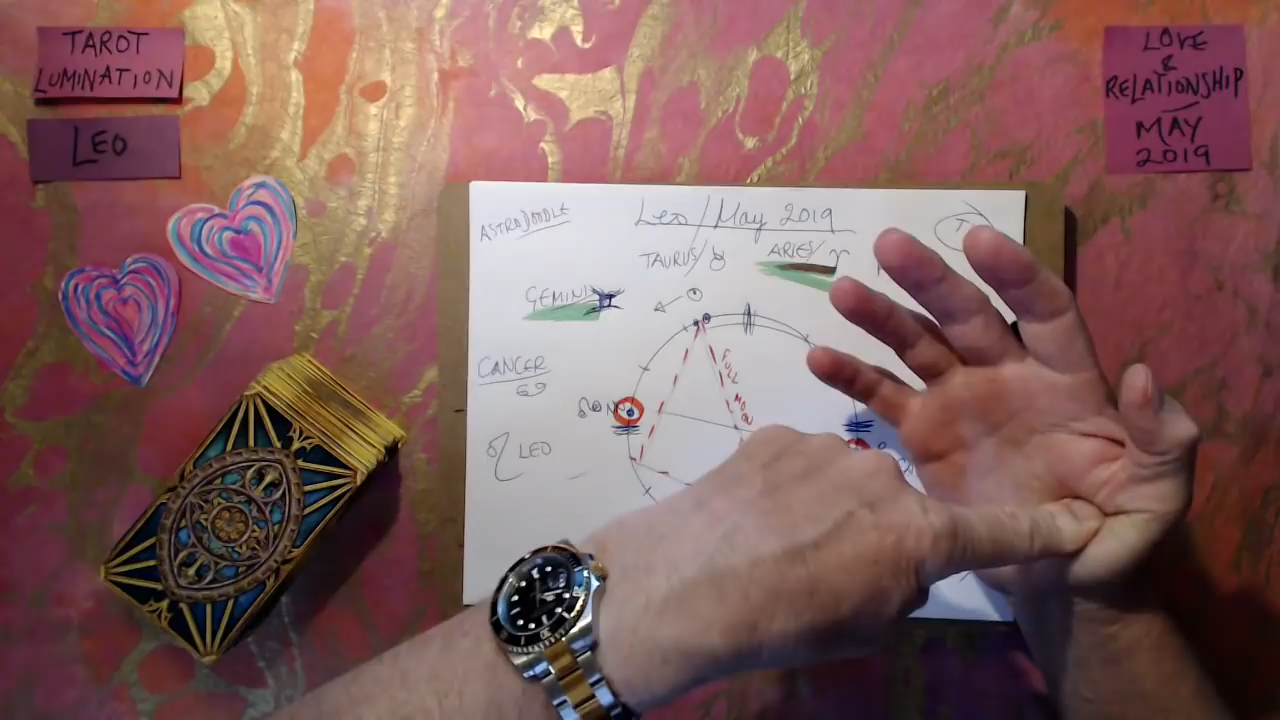 TAROT
LUMINATION
LEO
LOVE
&
RELATIONSHIP
MAY
2019
ASTRODOODLE
Leo/May 2019
TAURUS/♉
ARIES/♈
GEMINI
CANCER
♋
♌ LEO
FULL MOON